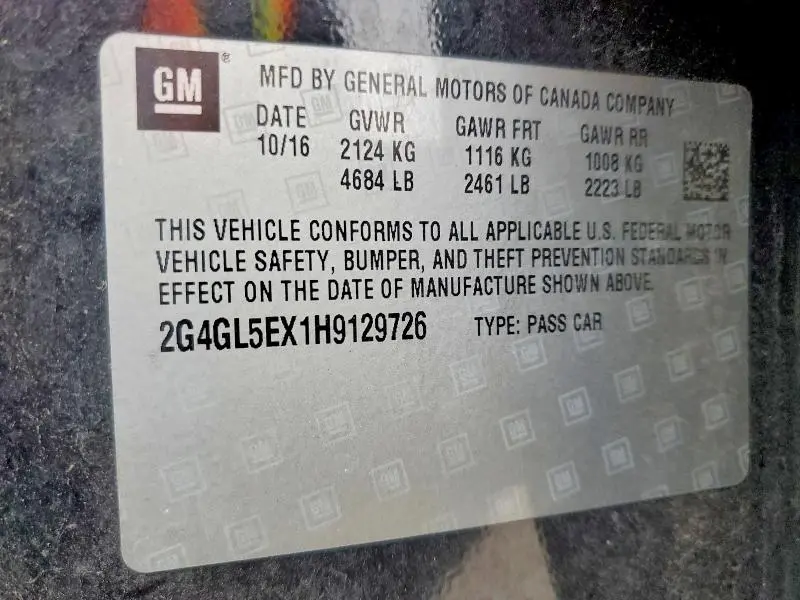 GM
MFD BY GENERAL MOTORS OF CANADA COMPANY
DATE GVWR GAWR FRT GAWR RR
10/16 2124 KG 1116 KG 1008 KG
4684 LB 2461 LB 2223 LB
THIS VEHICLE CONFORMS TO ALL APPLICABLE U.S. FEDERAL MOTOR
VEHICLE SAFETY, BUMPER, AND THEFT PREVENTION STANDARDS IN
EFFECT ON THE DATE OF MANUFACTURE SHOWN ABOVE.
2G4GL5EX1H9129726 TYPE: PASS CAR